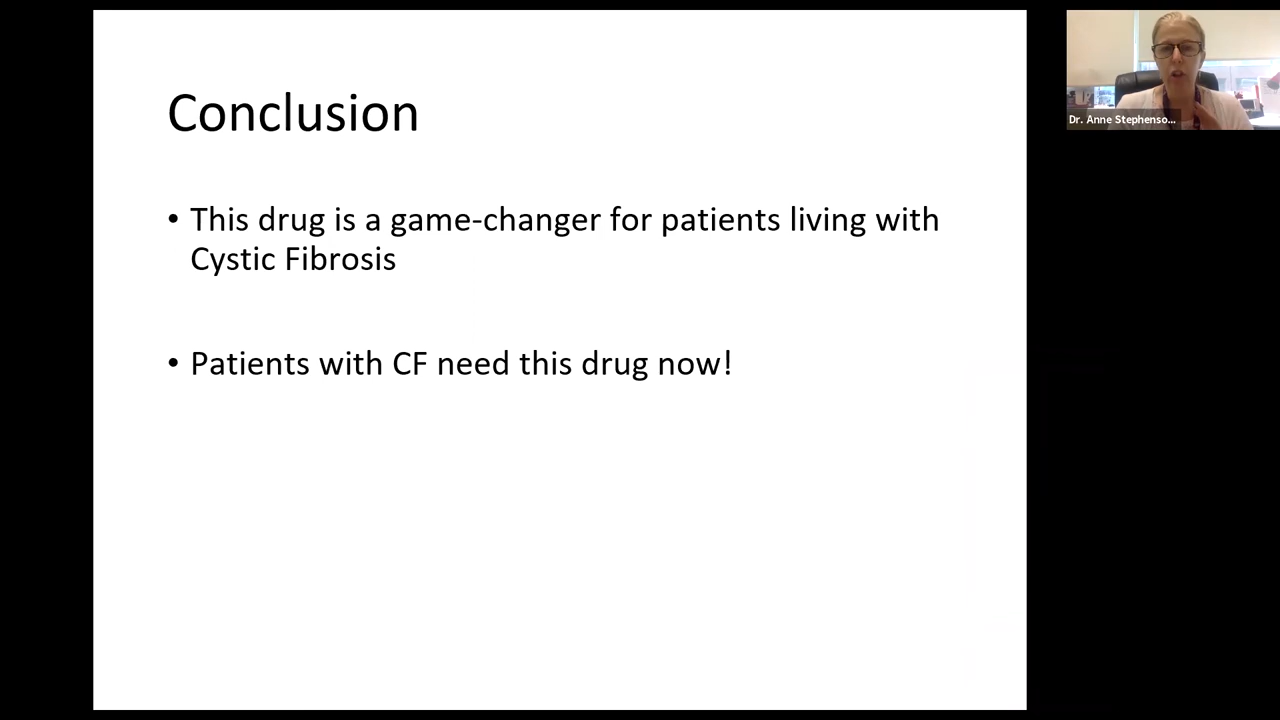 Conclusion
• This drug is a game-changer for patients living with
Cystic Fibrosis
• Patients with CF need this drug now!
Dr. Anne Stephenso...